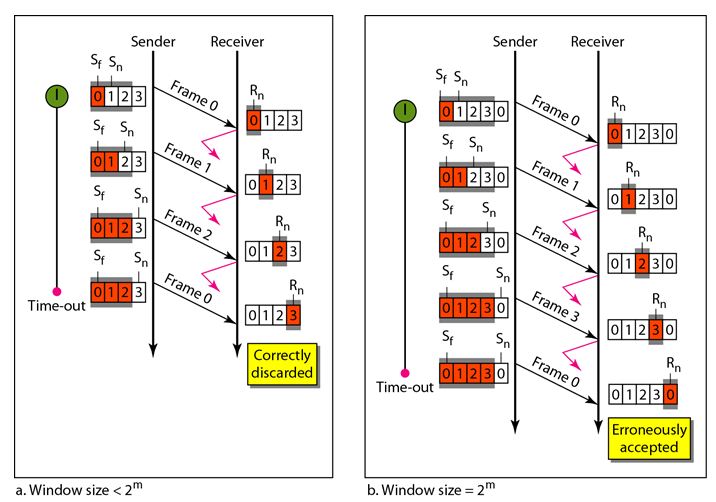 Sender Receiver
S_f S_n
I
0 1 2 3
Frame 0
R_n
0 1 2 3
S_f S_n
0 1 2 3
Frame 1
R_n
0 1 2 3
S_f S_n
0 1 2 3
Frame 2
R_n
0 1 2 3
S_f S_n
0 1 2 3
Frame 0
R_n
0 1 2 3
Time-out
Correctly
discarded
a. Window size < 2^m
Sender Receiver
S_f S_n
I
0 1 2 3 0
Frame 0
R_n
0 1 2 3 0
S_f S_n
0 1 2 3 0
Frame 1
R_n
0 1 2 3 0
S_f S_n
0 1 2 3 0
Frame 2
R_n
0 1 2 3 0
S_f S_n
0 1 2 3 0
Frame 3
R_n
0 1 2 3 0
S_f S_n
0 1 2 3 0
Frame 0
R_n
0 1 2 3 0
Time-out
Erroneously
accepted
b. Window size = 2^m